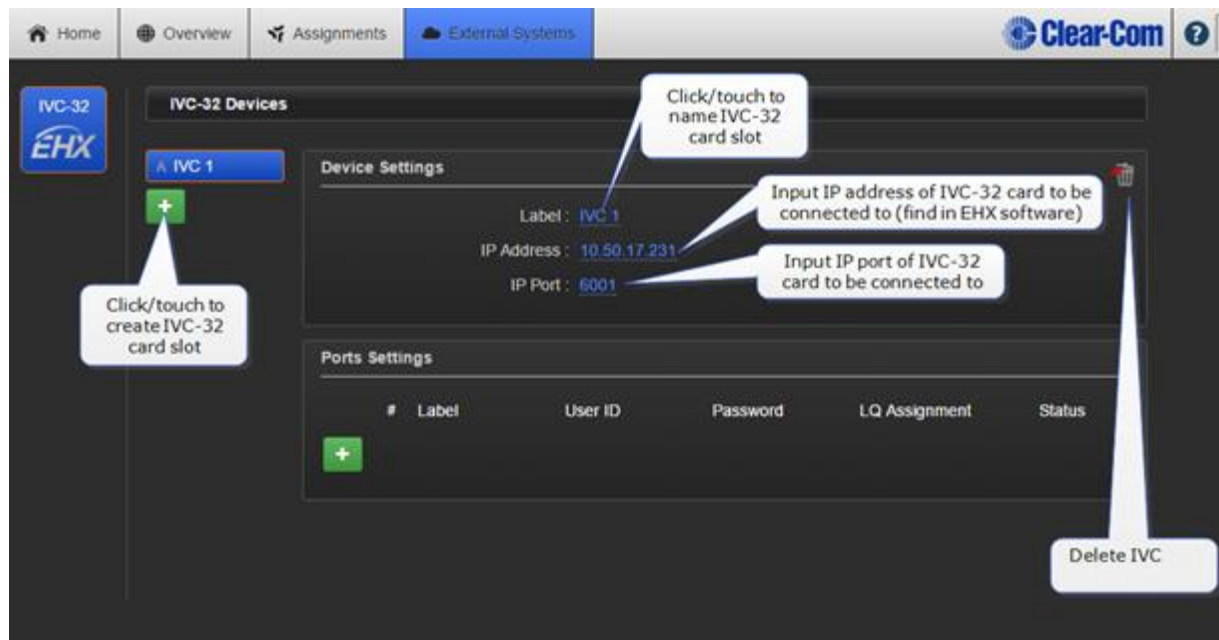 Home
Overview
Assignments
External Systems
Clear-Com
?
IVC-32
EHX
IVC-32 Devices
A IVC 1
Click/touch to
create IVC-32
card slot
Device Settings
Click/touch to
name IVC-32
card slot
Label : IVC 1
Input IP address of IVC-32 card to be
connected to (find in EHX software)
IP Address : 10.50.17.231
Input IP port of IVC-32
card to be connected to
IP Port : 6001
Ports Settings
# Label User ID Password LQ Assignment Status
Delete IVC